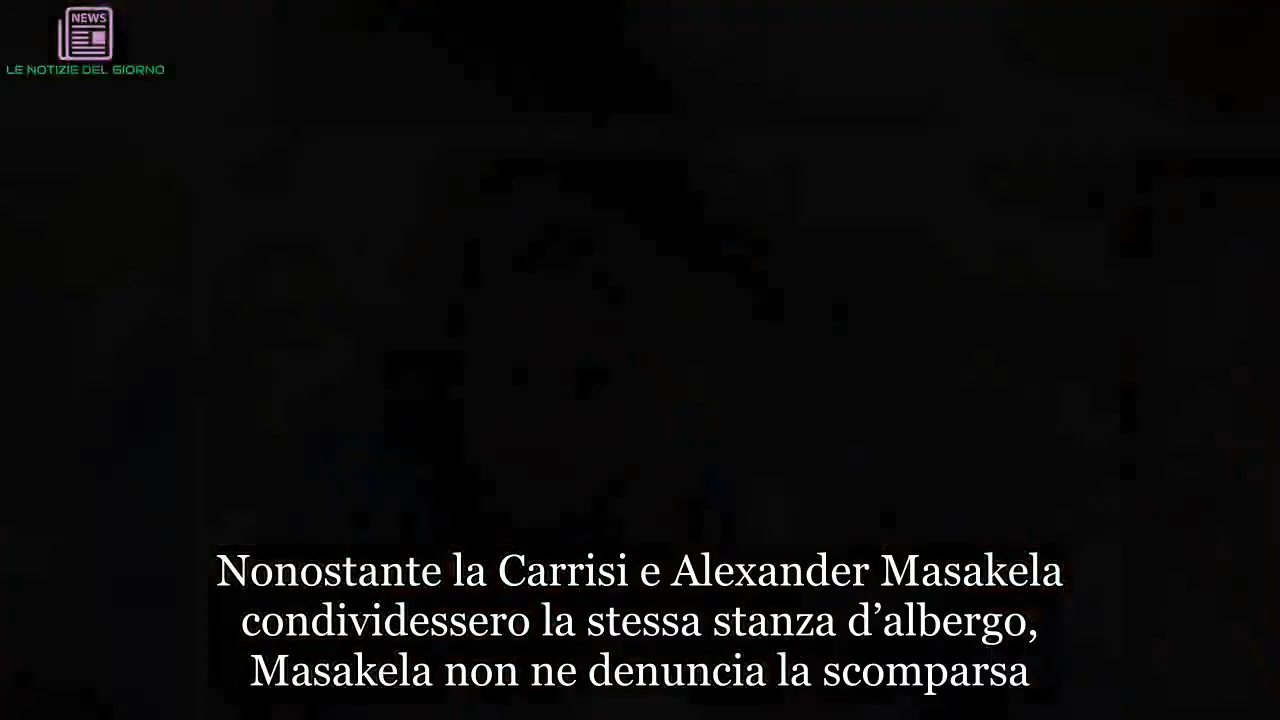 NEWS
LE NOTIZIE DEL GIORNO
Nonostante la Carrisi e Alexander Masakela
condividessero la stessa stanza d’albergo,
Masakela non ne denuncia la scomparsa